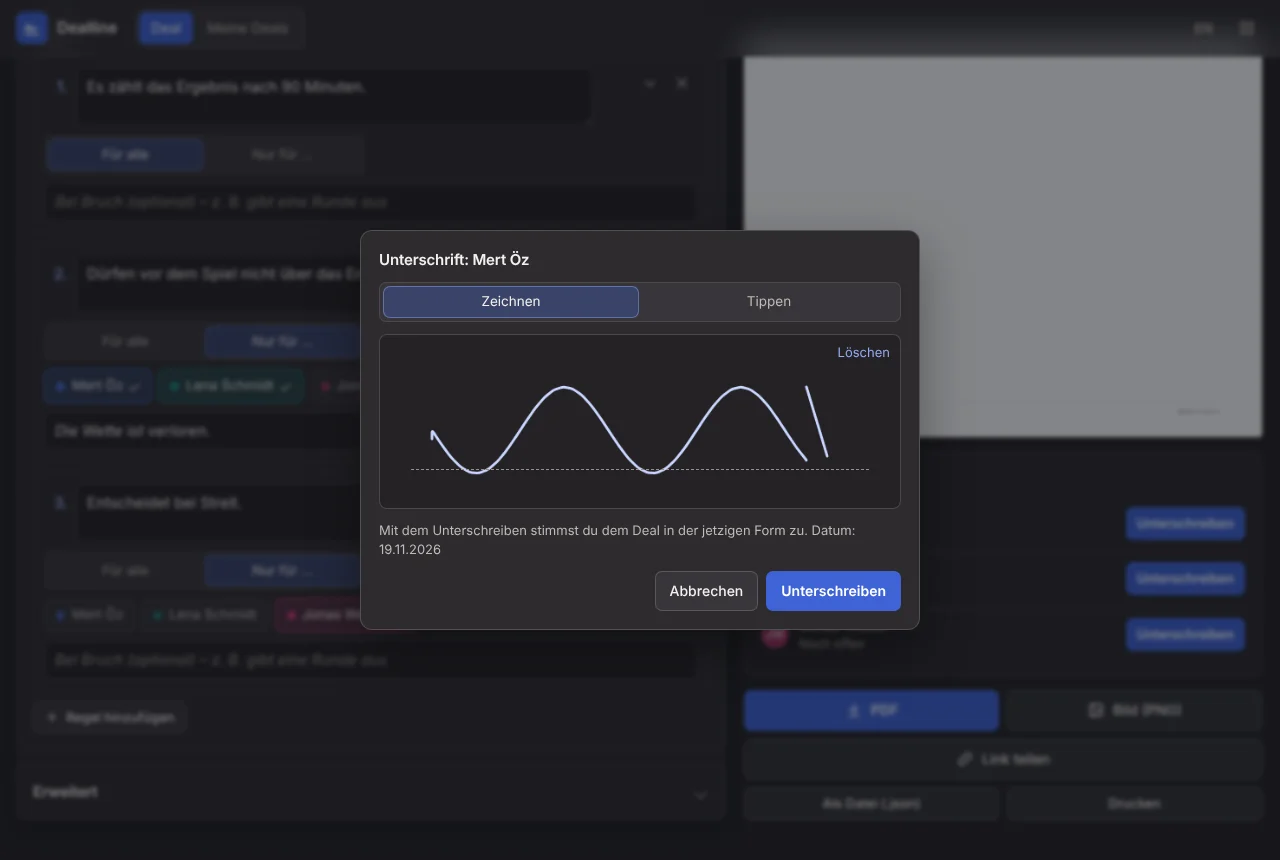 Dealline
Deal
Meine Deals
EN
1.
Es zählt das Ergebnis nach 90 Minuten.
Für alle
Nur für ...
Bei Bruch (optional) – z. B. gibt eine Runde aus
2.
Dürfen vor dem Spiel nicht über das
Für alle
Nur für ...
Mert Öz
Lena Schmidt
Die Wette ist verloren.
3.
Entscheidet bei Streit.
Für alle
Nur für ...
Mert Öz
Lena Schmidt
Jonas
Bei Bruch (optional) – z. B. gibt eine Runde aus
+ Regel hinzufügen
Erweitert
Unterschrift: Mert Öz
Zeichnen
Tippen
Löschen
Mit dem Unterschreiben stimmst du dem Deal in der jetzigen Form zu. Datum:
19.11.2026
Abbrechen
Unterschreiben
Unterschreiben
Unterschreiben
Unterschreiben
Noch offen
PDF
Bild (PNG)
Link teilen
Als Datei (.json)
Drucken